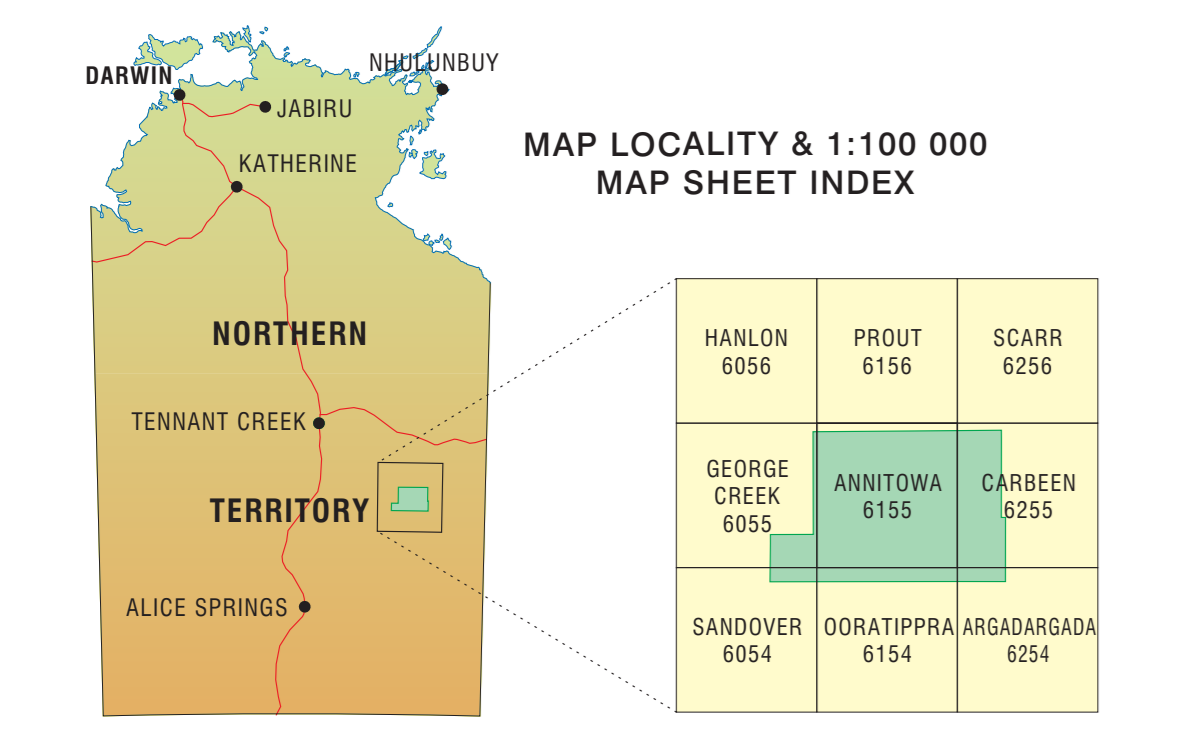 NHULUNBUY
DARWIN
JABIRU
KATHERINE
MAP LOCALITY & 1:100 000
MAP SHEET INDEX
NORTHERN
TENNANT CREEK
TERRITORY
ALICE SPRINGS
HANLON
6056
PROUT
6156
SCARR
6256
GEORGE
CREEK
6055
ANNITOWA
6155
CARBEEN
6255
SANDOVER
6054
OORATIPPRA
6154
ARGADARGADA
6254